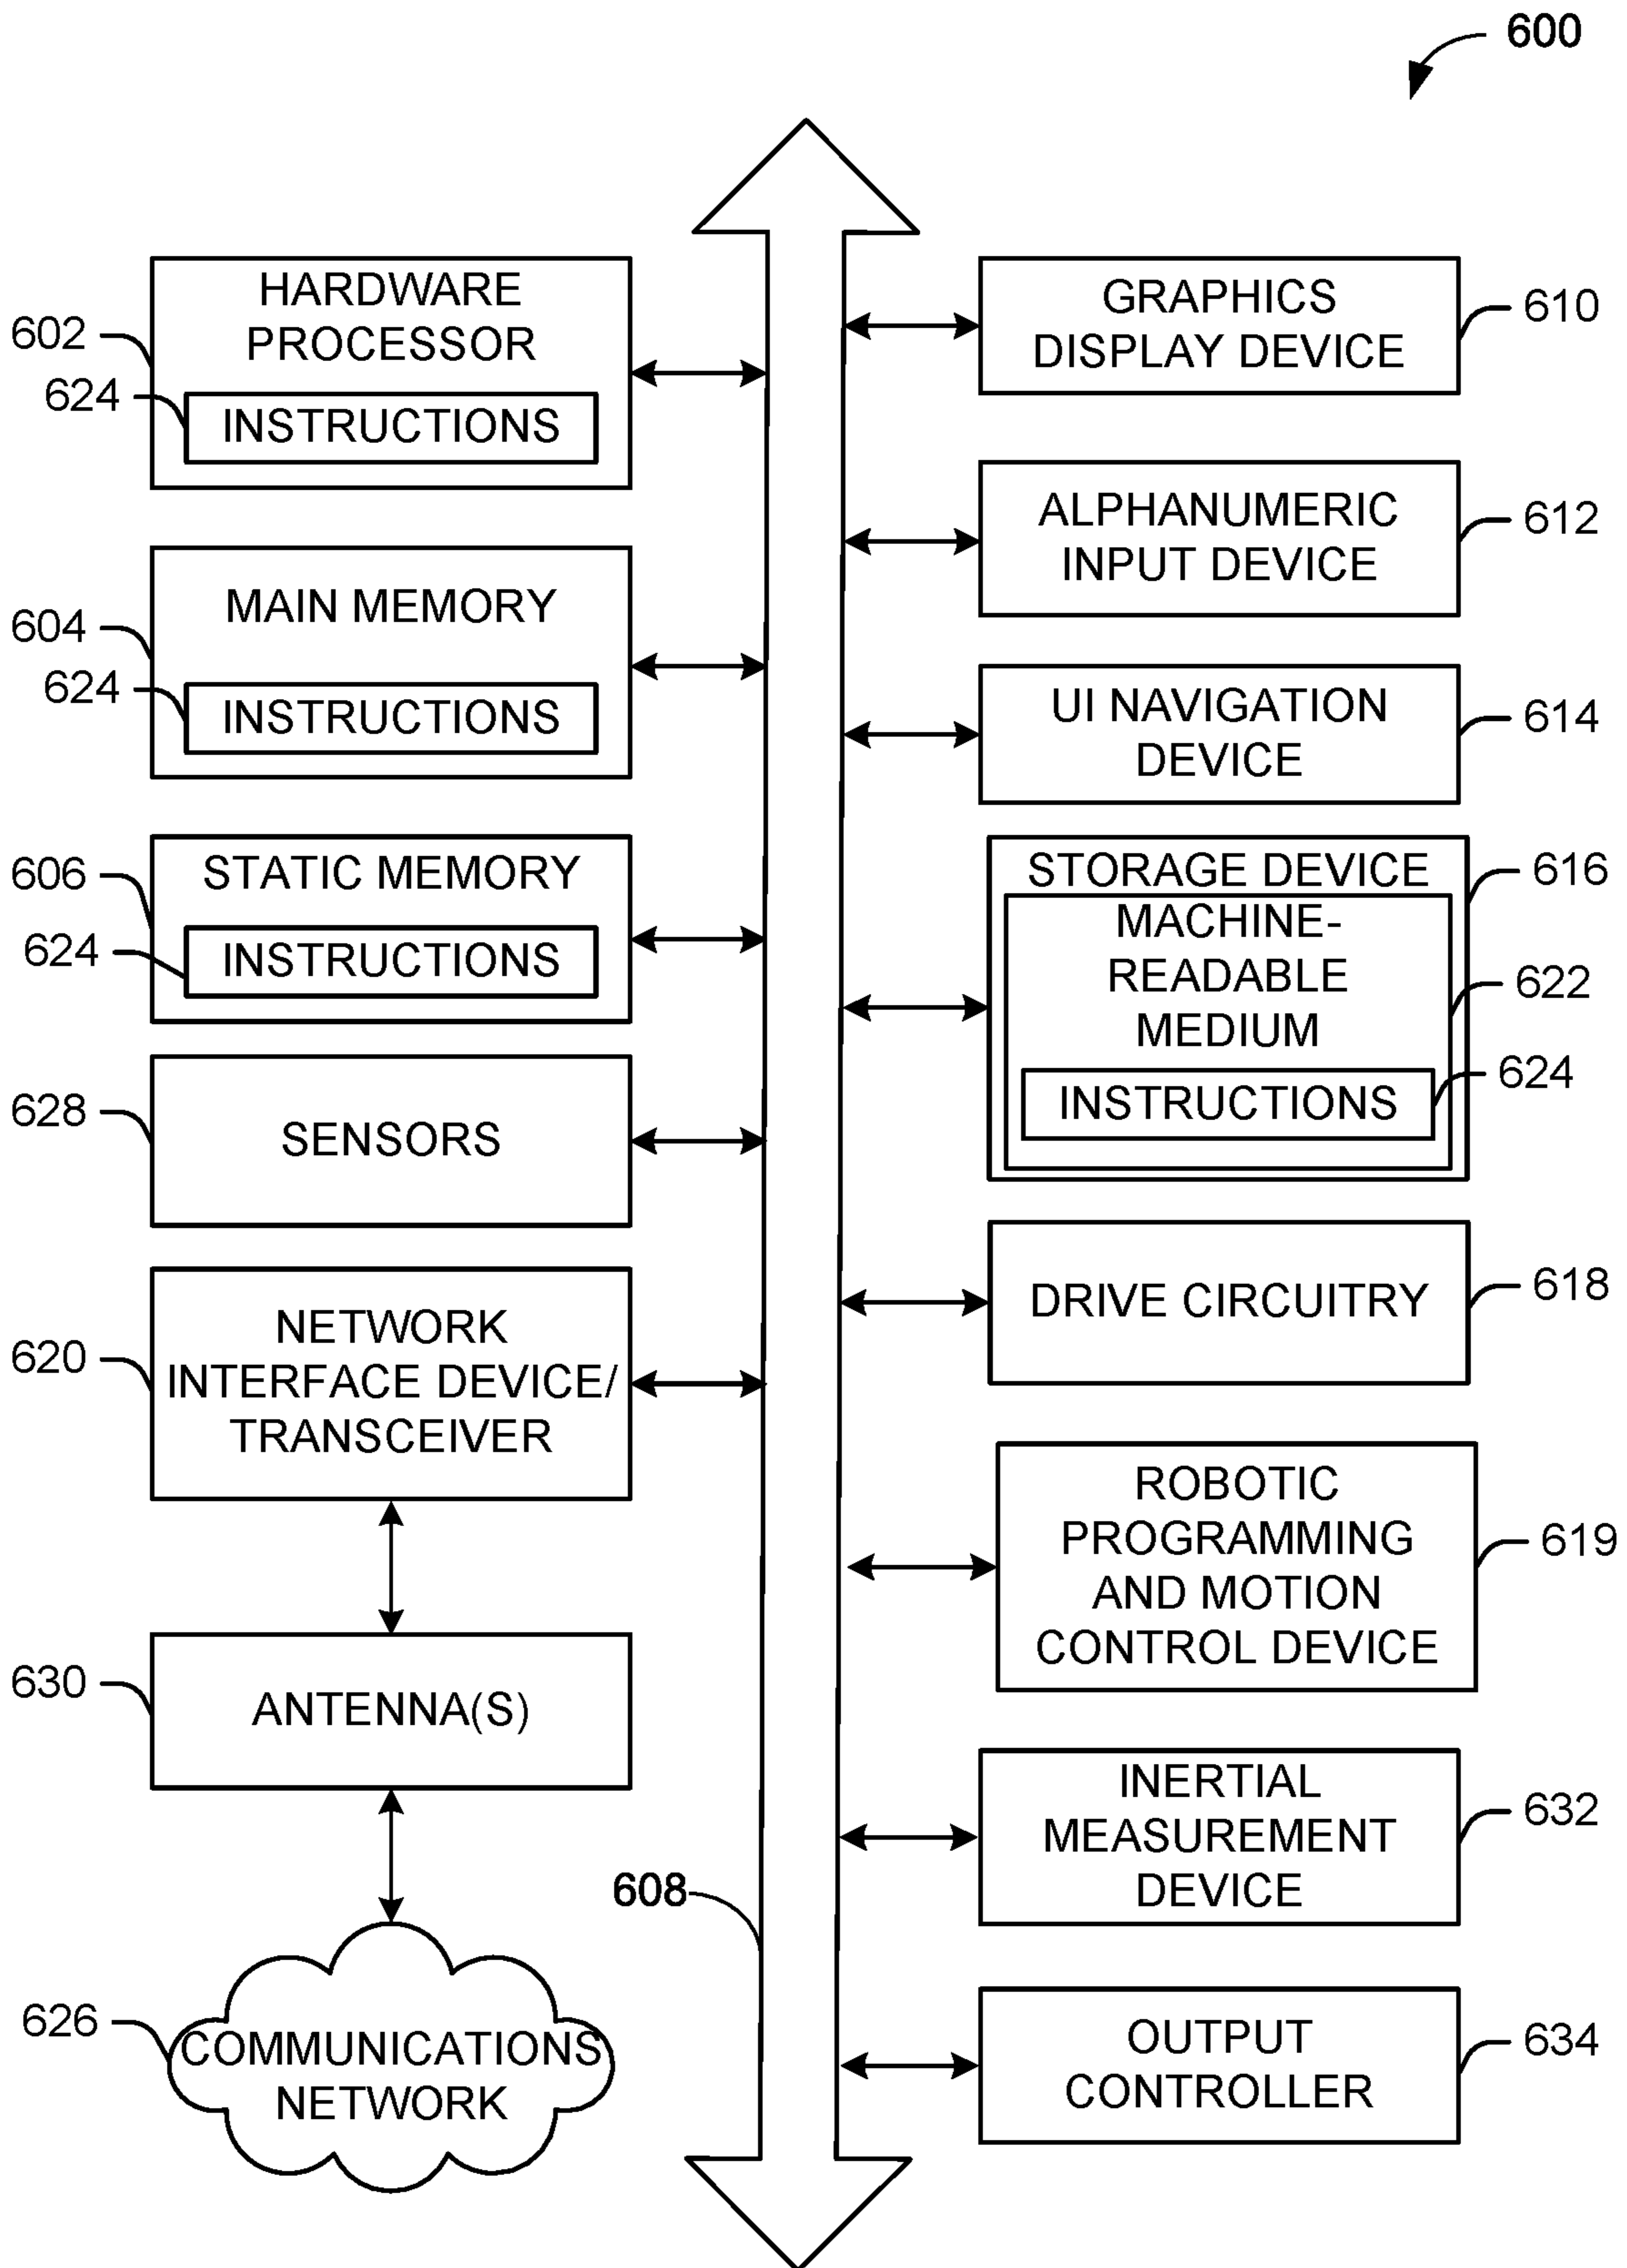 600
HARDWARE
PROCESSOR
602
624
INSTRUCTIONS
MAIN MEMORY
604
624
INSTRUCTIONS
STATIC MEMORY
606
624
INSTRUCTIONS
628
SENSORS
NETWORK
620
INTERFACE DEVICE/
TRANSCEIVER
630
ANTENNA(S)
608
626
COMMUNICATIONS
NETWORK
GRAPHICS
DISPLAY DEVICE
610
ALPHANUMERIC
INPUT DEVICE
612
UI NAVIGATION
DEVICE
614
STORAGE DEVICE
616
MACHINE-
READABLE
MEDIUM
622
INSTRUCTIONS
624
DRIVE CIRCUITRY
618
ROBOTIC
PROGRAMMING
AND MOTION
CONTROL DEVICE
619
INERTIAL
MEASUREMENT
DEVICE
632
OUTPUT
CONTROLLER
634